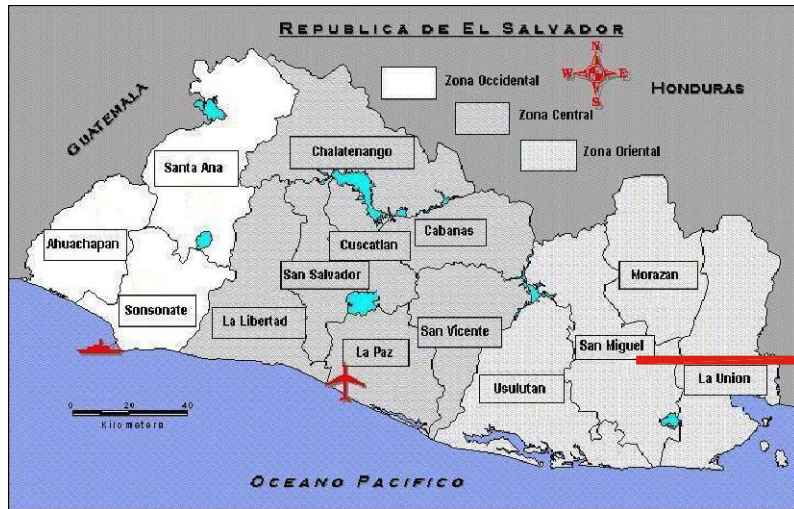 REPUBLICA DE EL SALVADOR
N
W E
S
Zona Occidental
Zona Central
Zona Oriental
HONDURAS
GUATEMALA
Chalatenango
Santa Ana
Cabanas
Cuscatlan
Ahuachapan
San Salvador
Morazan
Sonsonate
La Libertad
San Vicente
San Miguel
La Paz
La Union
Usulutan
0 20 40
Kilometers
OCEANO PACIFICO